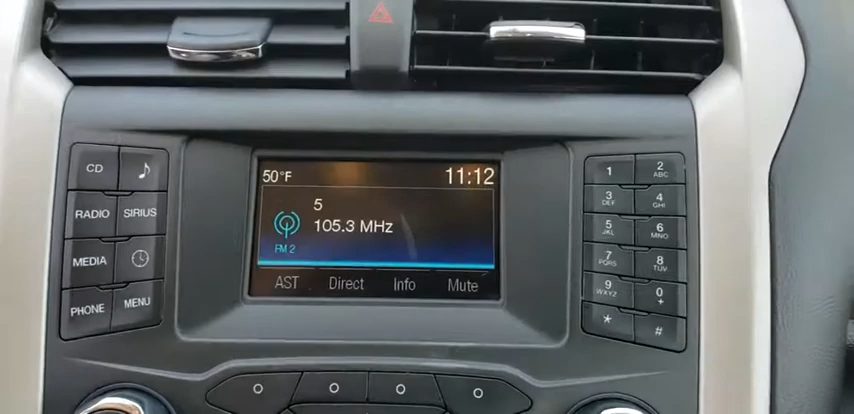 CD
RADIO SIRIUS
MEDIA
PHONE MENU
50°F 11:12
5
105.3 MHz
FM 2
AST Direct Info Mute
1 2 ABC
3 DEF 4 GHI
5 JKL 6 MNO
7 PQRS 8 TUV
9 WXYZ 0 +
* #